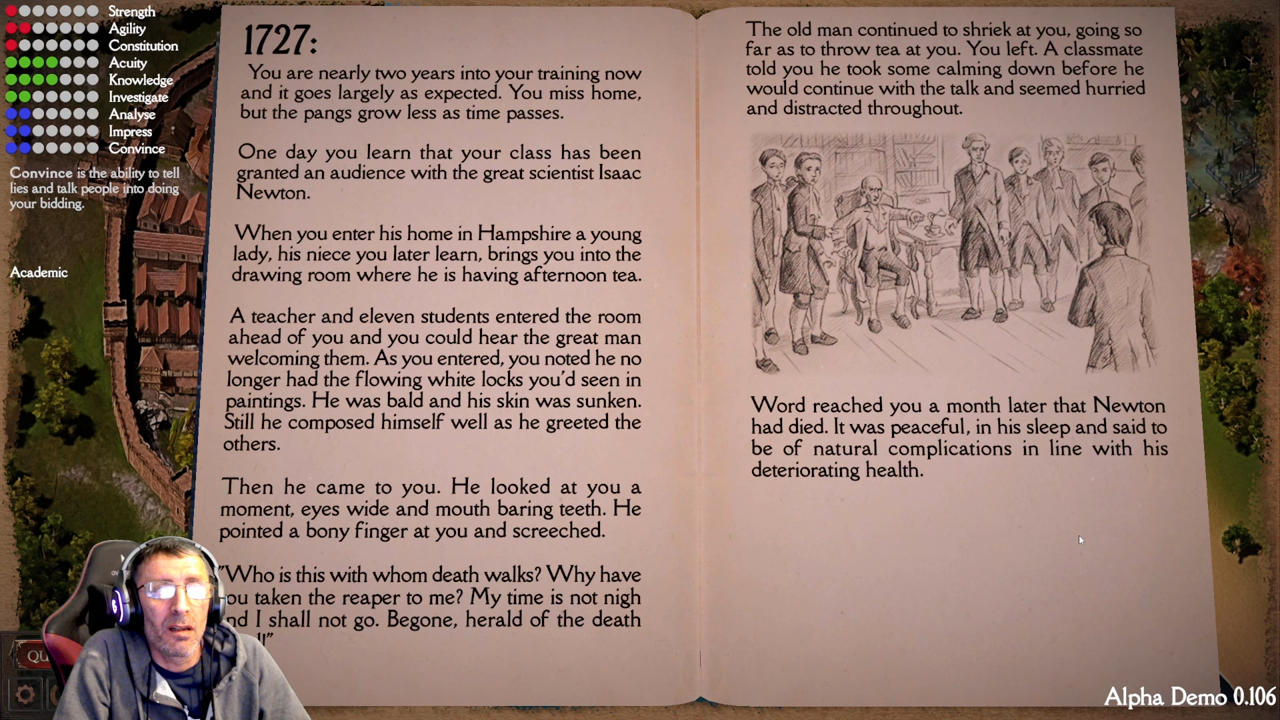 Strength
Agility
Constitution
Acuity
Knowledge
Investigate
Analyse
Impress
Convince
Convince is the ability to tell
lies and talk people into doing
your bidding.
Academic
1727:
You are nearly two years into your training now
and it goes largely as expected. You miss home,
but the pangs grow less as time passes.
One day you learn that your class has been
granted an audience with the great scientist Isaac
Newton.
When you enter his home in Hampshire a young
lady, his niece you later learn, brings you into the
drawing room where he is having afternoon tea.
A teacher and eleven students entered the room
ahead of you and you could hear the great man
welcoming them. As you entered, you noted he no
longer had the flowing white locks you'd seen in
paintings. He was bald and his skin was sunken.
Still he composed himself well as he greeted the
others.
Then he came to you. He looked at you a
moment, eyes wide and mouth baring teeth. He
pointed a bony finger at you and screeched.
"Who is this with whom death walks? Why have
you taken the reaper to me? My time is not nigh
and I shall not go. Begone, herald of the death
The old man continued to shriek at you, going so
far as to throw tea at you. You left. A classmate
told you he took some calming down before he
would continue with the talk and seemed hurried
and distracted throughout.
Word reached you a month later that Newton
had died. It was peaceful, in his sleep and said to
be of natural complications in line with his
deteriorating health.
Alpha Demo 0.106